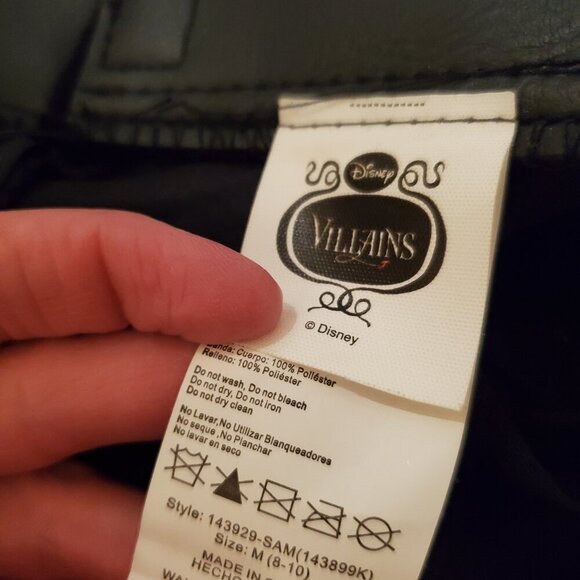 Disney
VILLAINS
© Disney
Banda: Cuerpo: 100% Poliéster
Relleno: 100% Poliéster
Do not wash, Do not bleach
Do not dry, Do not iron
Do not dry clean
No Lavar,No Utilizar Blanqueadores
No seque ,No Planchar
No lavar en seco
Style: 143929-SAM(143899K)
Size: M (8-10)
MADE IN
HECHO